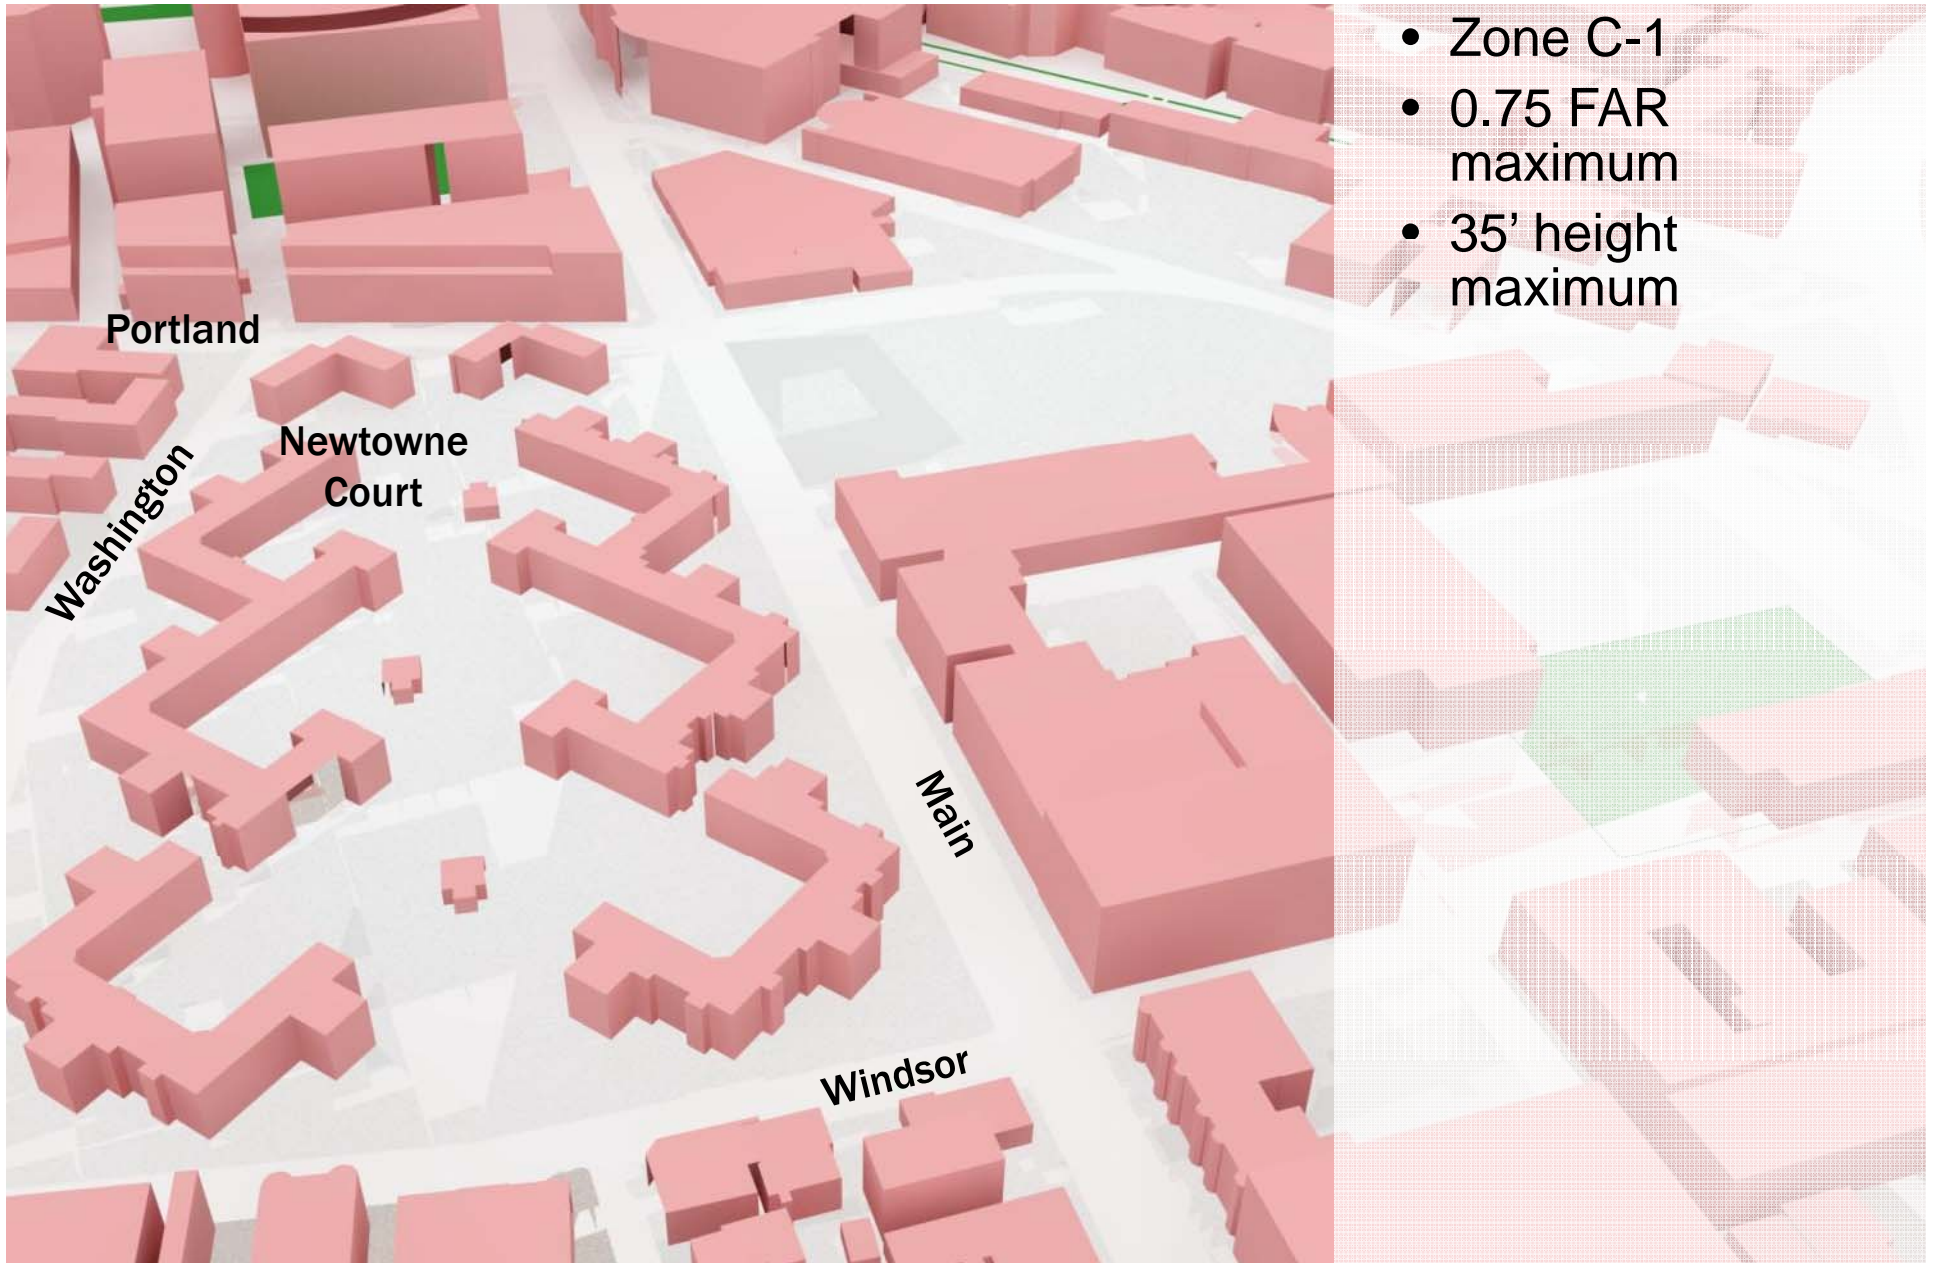 • Zone C-1
• 0.75 FAR
maximum
• 35’ height
maximum
Portland
Newtowne
Court
Washington
Main
Windsor